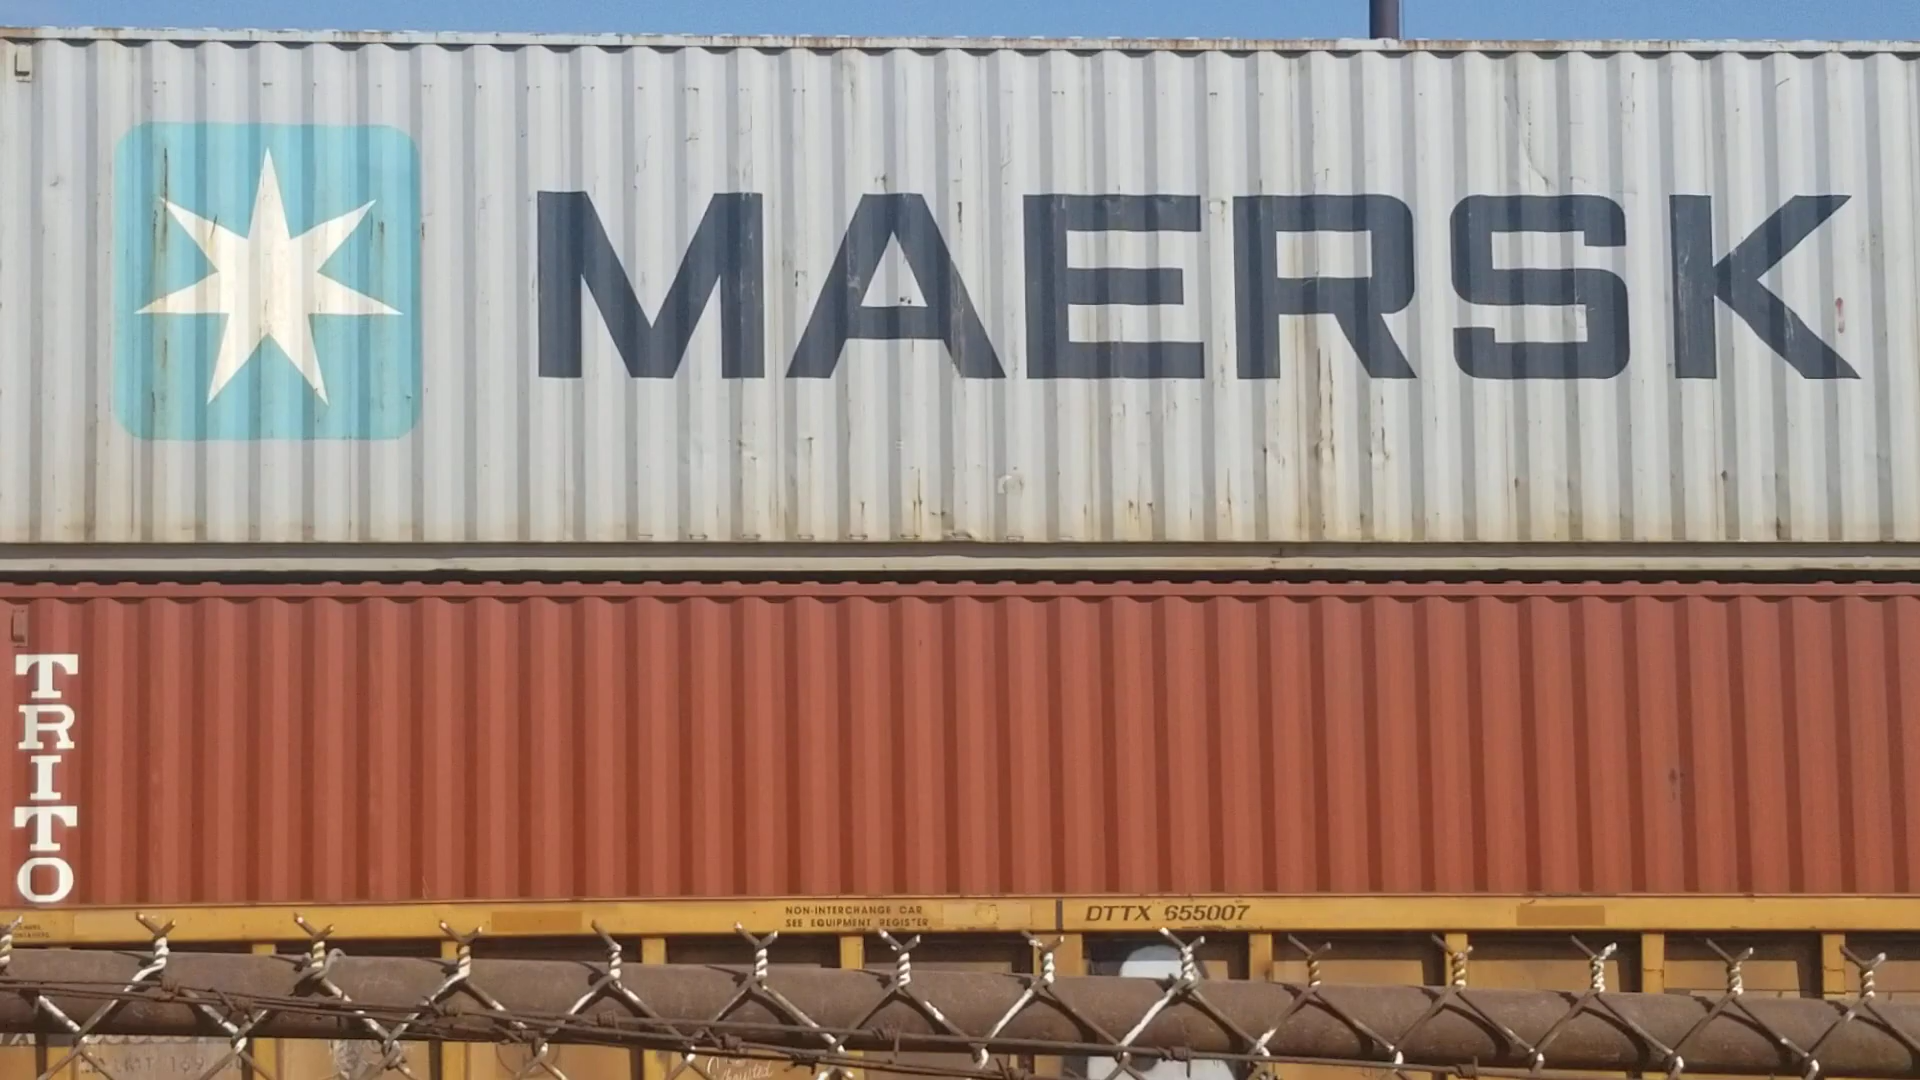 MAERSK
TRITO
NON-INTERCHANGE CAR
SEE EQUIPMENT REGISTER
DTTX 655007